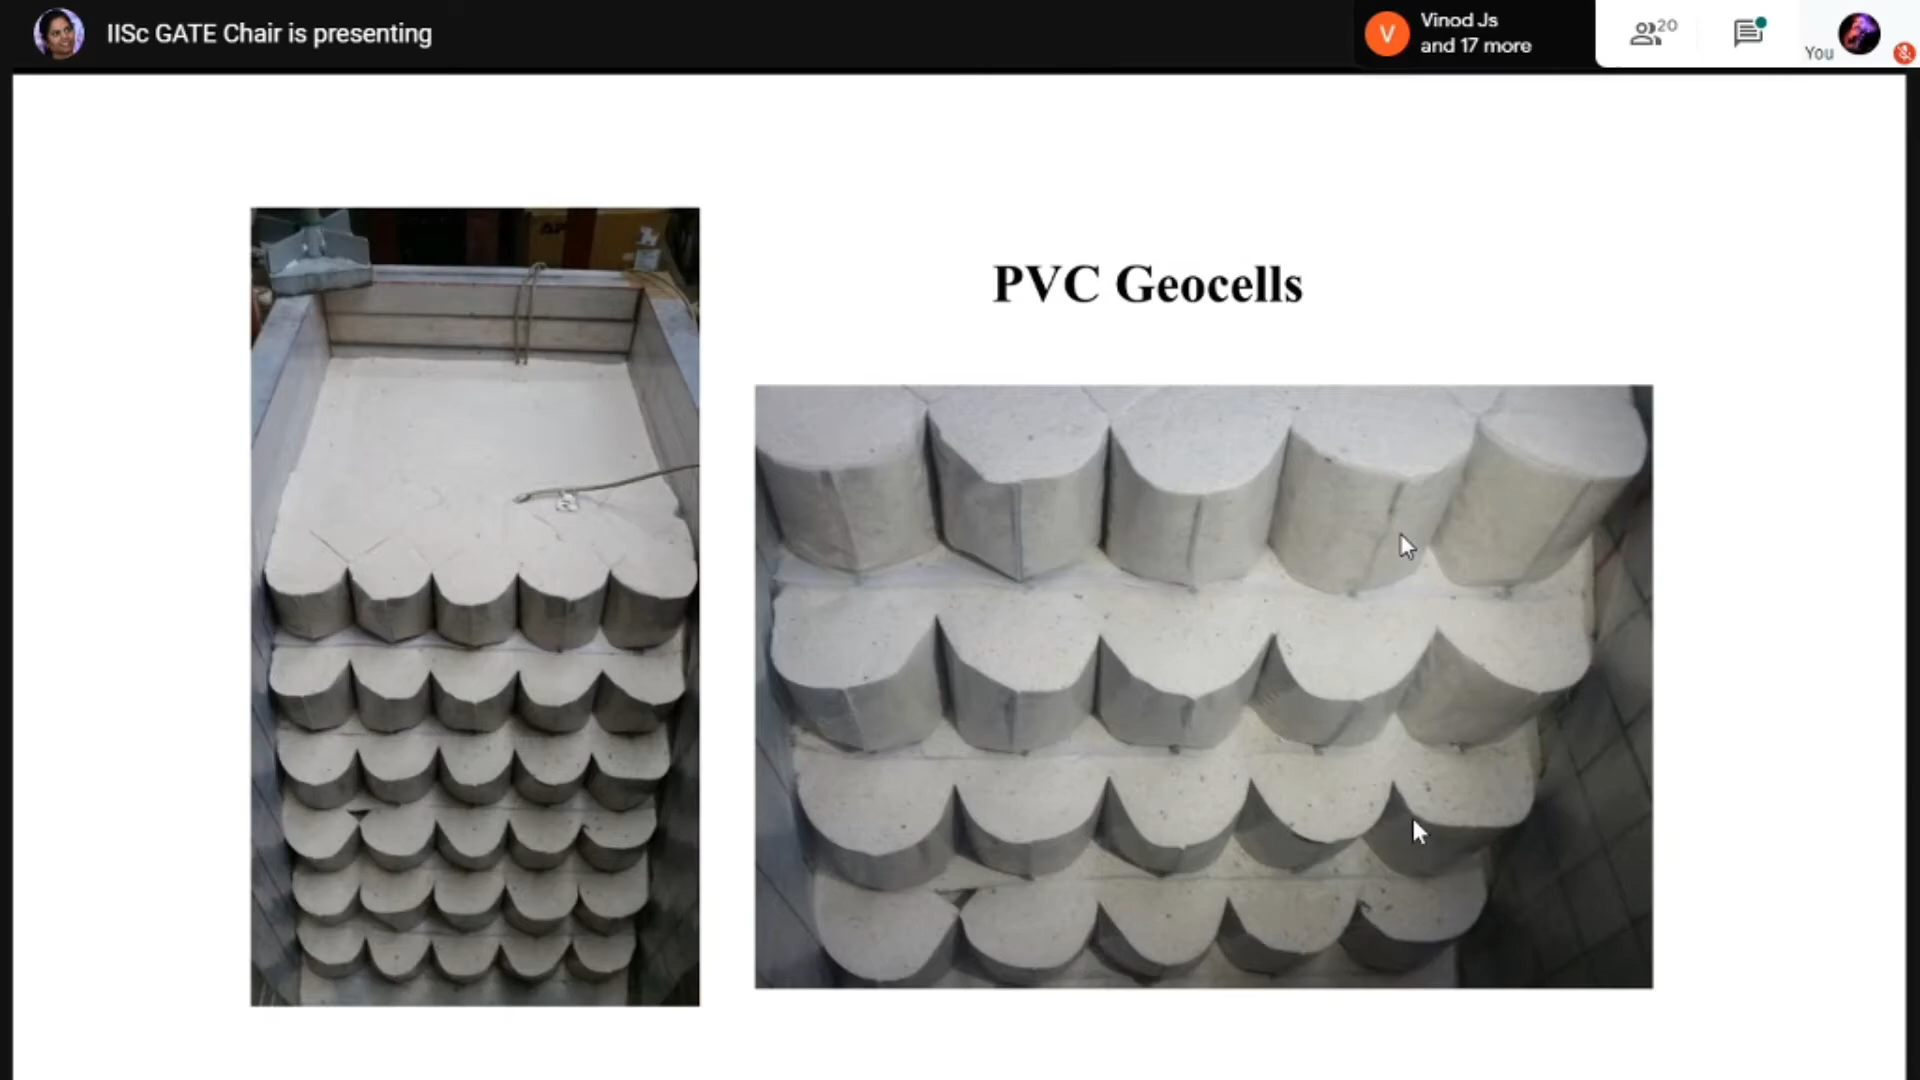 IISc GATE Chair is presenting
V
Vinod Js
and 17 more
20
You
PVC Geocells